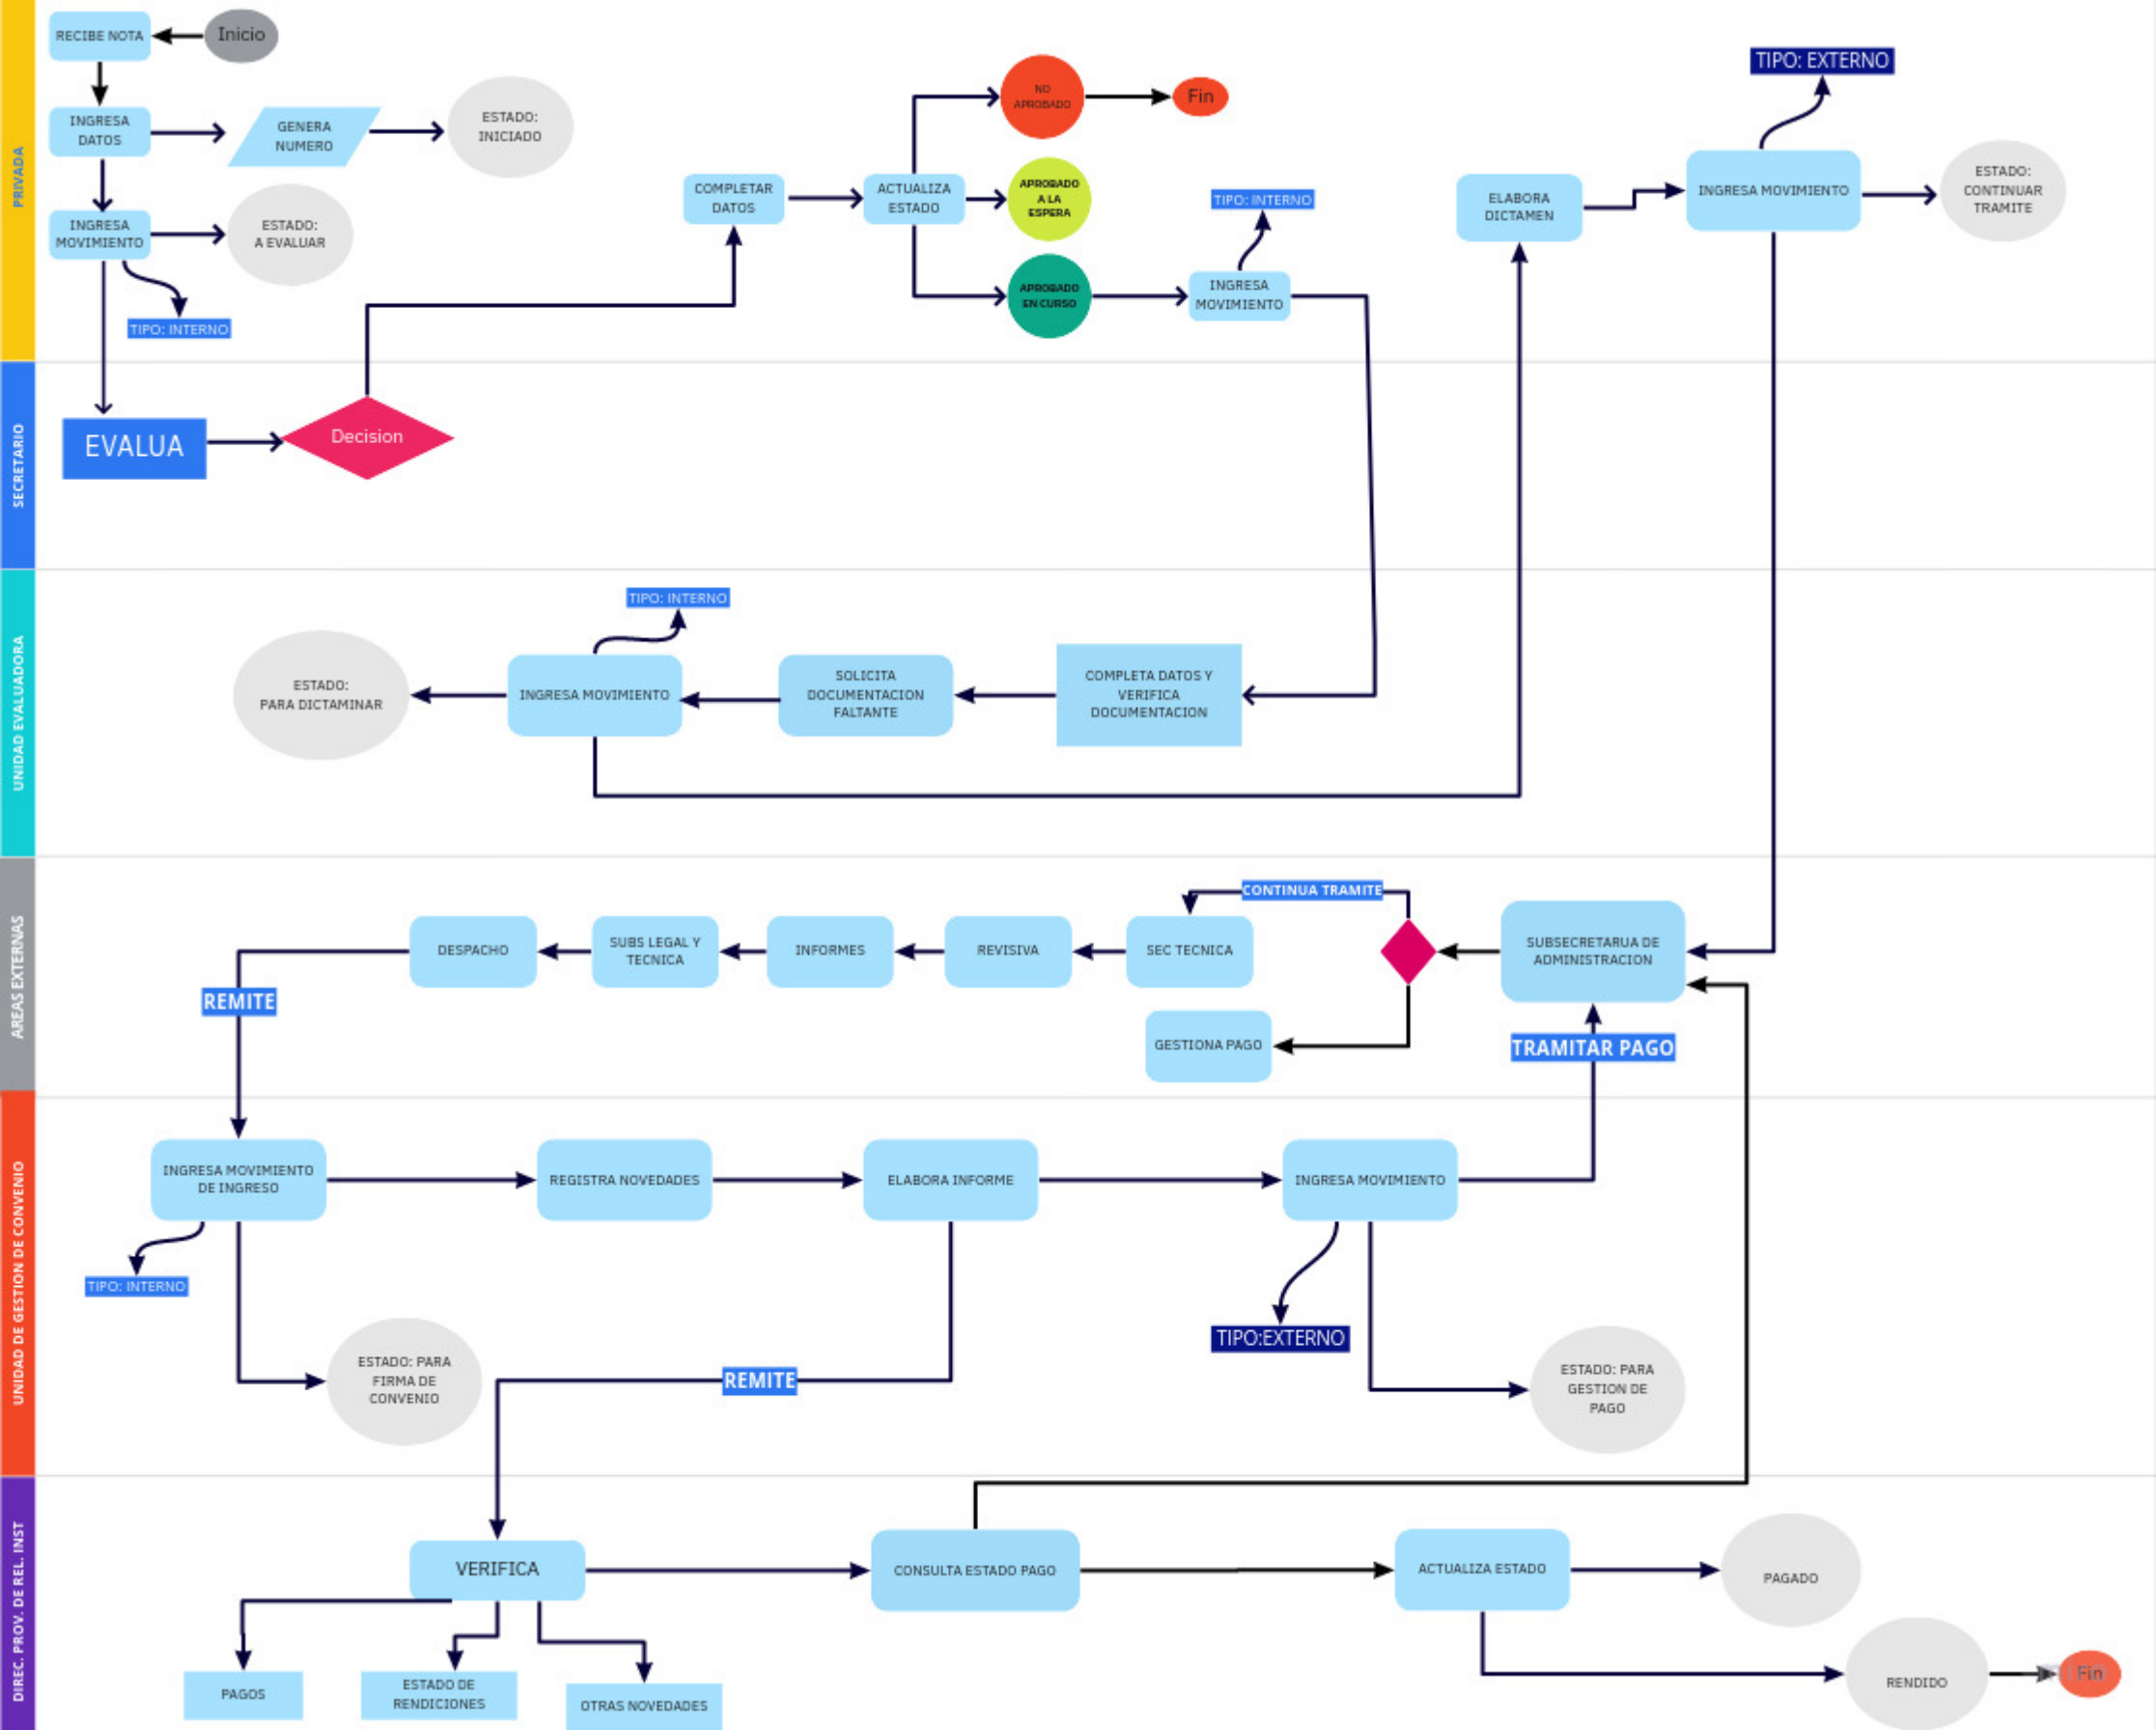 PRIVADA
RECIBE NOTA
Inicio
INGRESA
DATOS
GENERA
NUMERO
ESTADO:
INICIADO
INGRESA
MOVIMIENTO
ESTADO:
A EVALUAR
TIPO: INTERNO
COMPLETAR
DATOS
ACTUALIZA
ESTADO
NO
APROBADO
Fin
APROBADO
A LA
ESPERA
APROBADO
EN CURSO
TIPO: INTERNO
INGRESA
MOVIMIENTO
ELABORA
DICTAMEN
TIPO: EXTERNO
INGRESA MOVIMIENTO
ESTADO:
CONTINUAR
TRAMITE
SECRETARIO
EVALUA
Decision
UNIDAD EVALUADORA
TIPO: INTERNO
ESTADO:
PARA DICTAMINAR
INGRESA MOVIMIENTO
SOLICITA
DOCUMENTACION
FALTANTE
COMPLETA DATOS Y
VERIFICA
DOCUMENTACION
AREAS EXTERNAS
CONTINUA TRAMITE
DESPACHO
SUBS LEGAL Y
TECNICA
INFORMES
REVISIVA
SEC TECNICA
SUBSECRETARUA DE
ADMINISTRACION
REMITE
GESTIONA PAGO
TRAMITAR PAGO
UNIDAD DE GESTION DE CONVENIO
INGRESA MOVIMIENTO
DE INGRESO
REGISTRA NOVEDADES
ELABORA INFORME
INGRESA MOVIMIENTO
TIPO: INTERNO
TIPO:EXTERNO
ESTADO: PARA
FIRMA DE
CONVENIO
REMITE
ESTADO: PARA
GESTION DE
PAGO
DIREC. PROV. DE REL. INST
VERIFICA
CONSULTA ESTADO PAGO
ACTUALIZA ESTADO
PAGADO
PAGOS
ESTADO DE
RENDICIONES
OTRAS NOVEDADES
RENDIDO
Fin